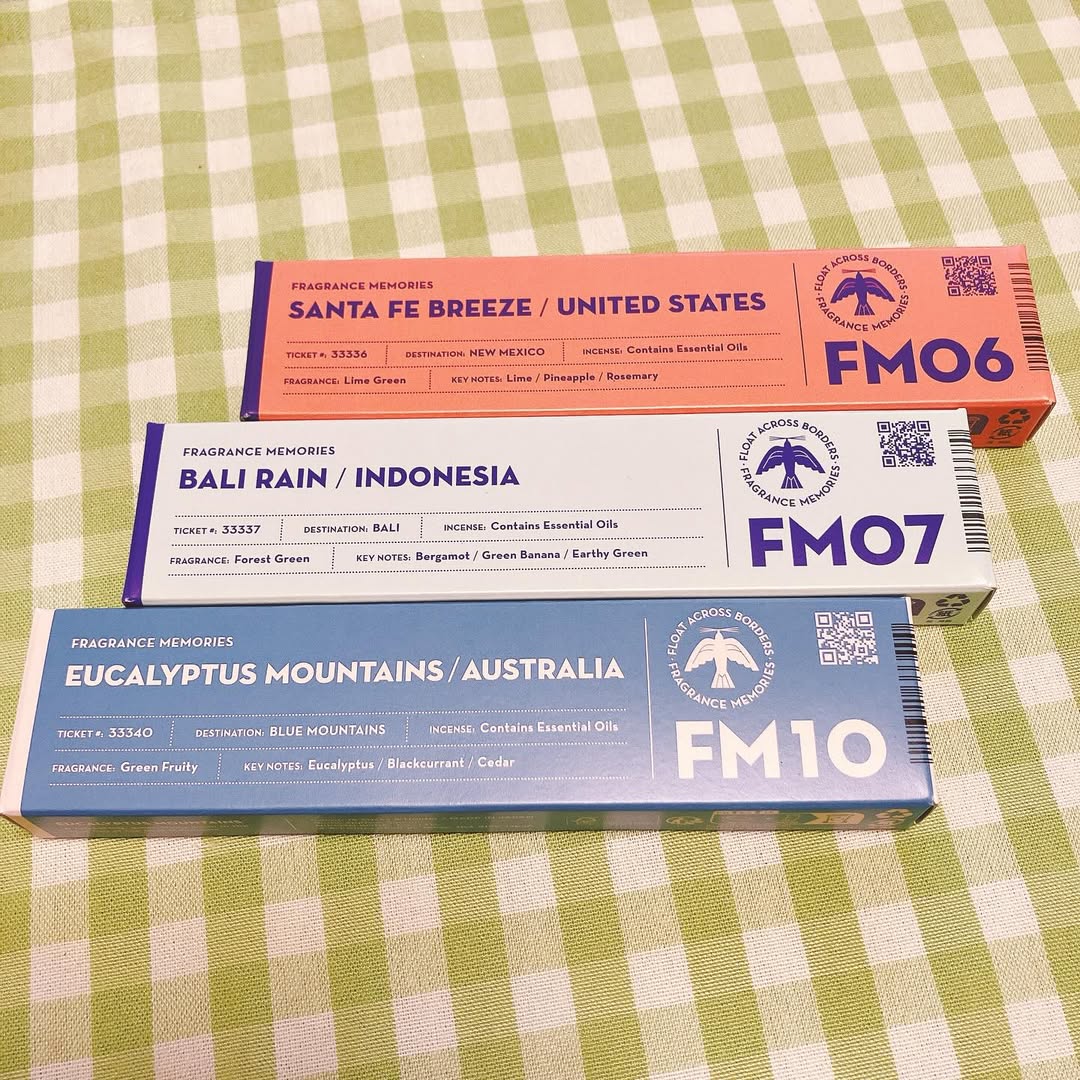 FRAGRANCE MEMORIES
SANTA FE BREEZE / UNITED STATES
TICKET #: 33336 DESTINATION: NEW MEXICO INCENSE: Contains Essential Oils
FRAGRANCE: Lime Green KEY NOTES: Lime / Pineapple / Rosemary
· FLOAT ACROSS BORDERS ·
FRAGRANCE MEMORIES
FM06
紙
FRAGRANCE MEMORIES
BALI RAIN / INDONESIA
TICKET #: 33337 DESTINATION: BALI INCENSE: Contains Essential Oils
FRAGRANCE: Forest Green KEY NOTES: Bergamot / Green Banana / Earthy Green
· FLOAT ACROSS BORDERS ·
FRAGRANCE MEMORIES
FM07
紙
FRAGRANCE MEMORIES
EUCALYPTUS MOUNTAINS / AUSTRALIA
TICKET #: 33340 DESTINATION: BLUE MOUNTAINS INCENSE: Contains Essential Oils
FRAGRANCE: Green Fruity KEY NOTES: Eucalyptus / Blackcurrant / Cedar
· FLOAT ACROSS BORDERS ·
FRAGRANCE MEMORIES
FM10